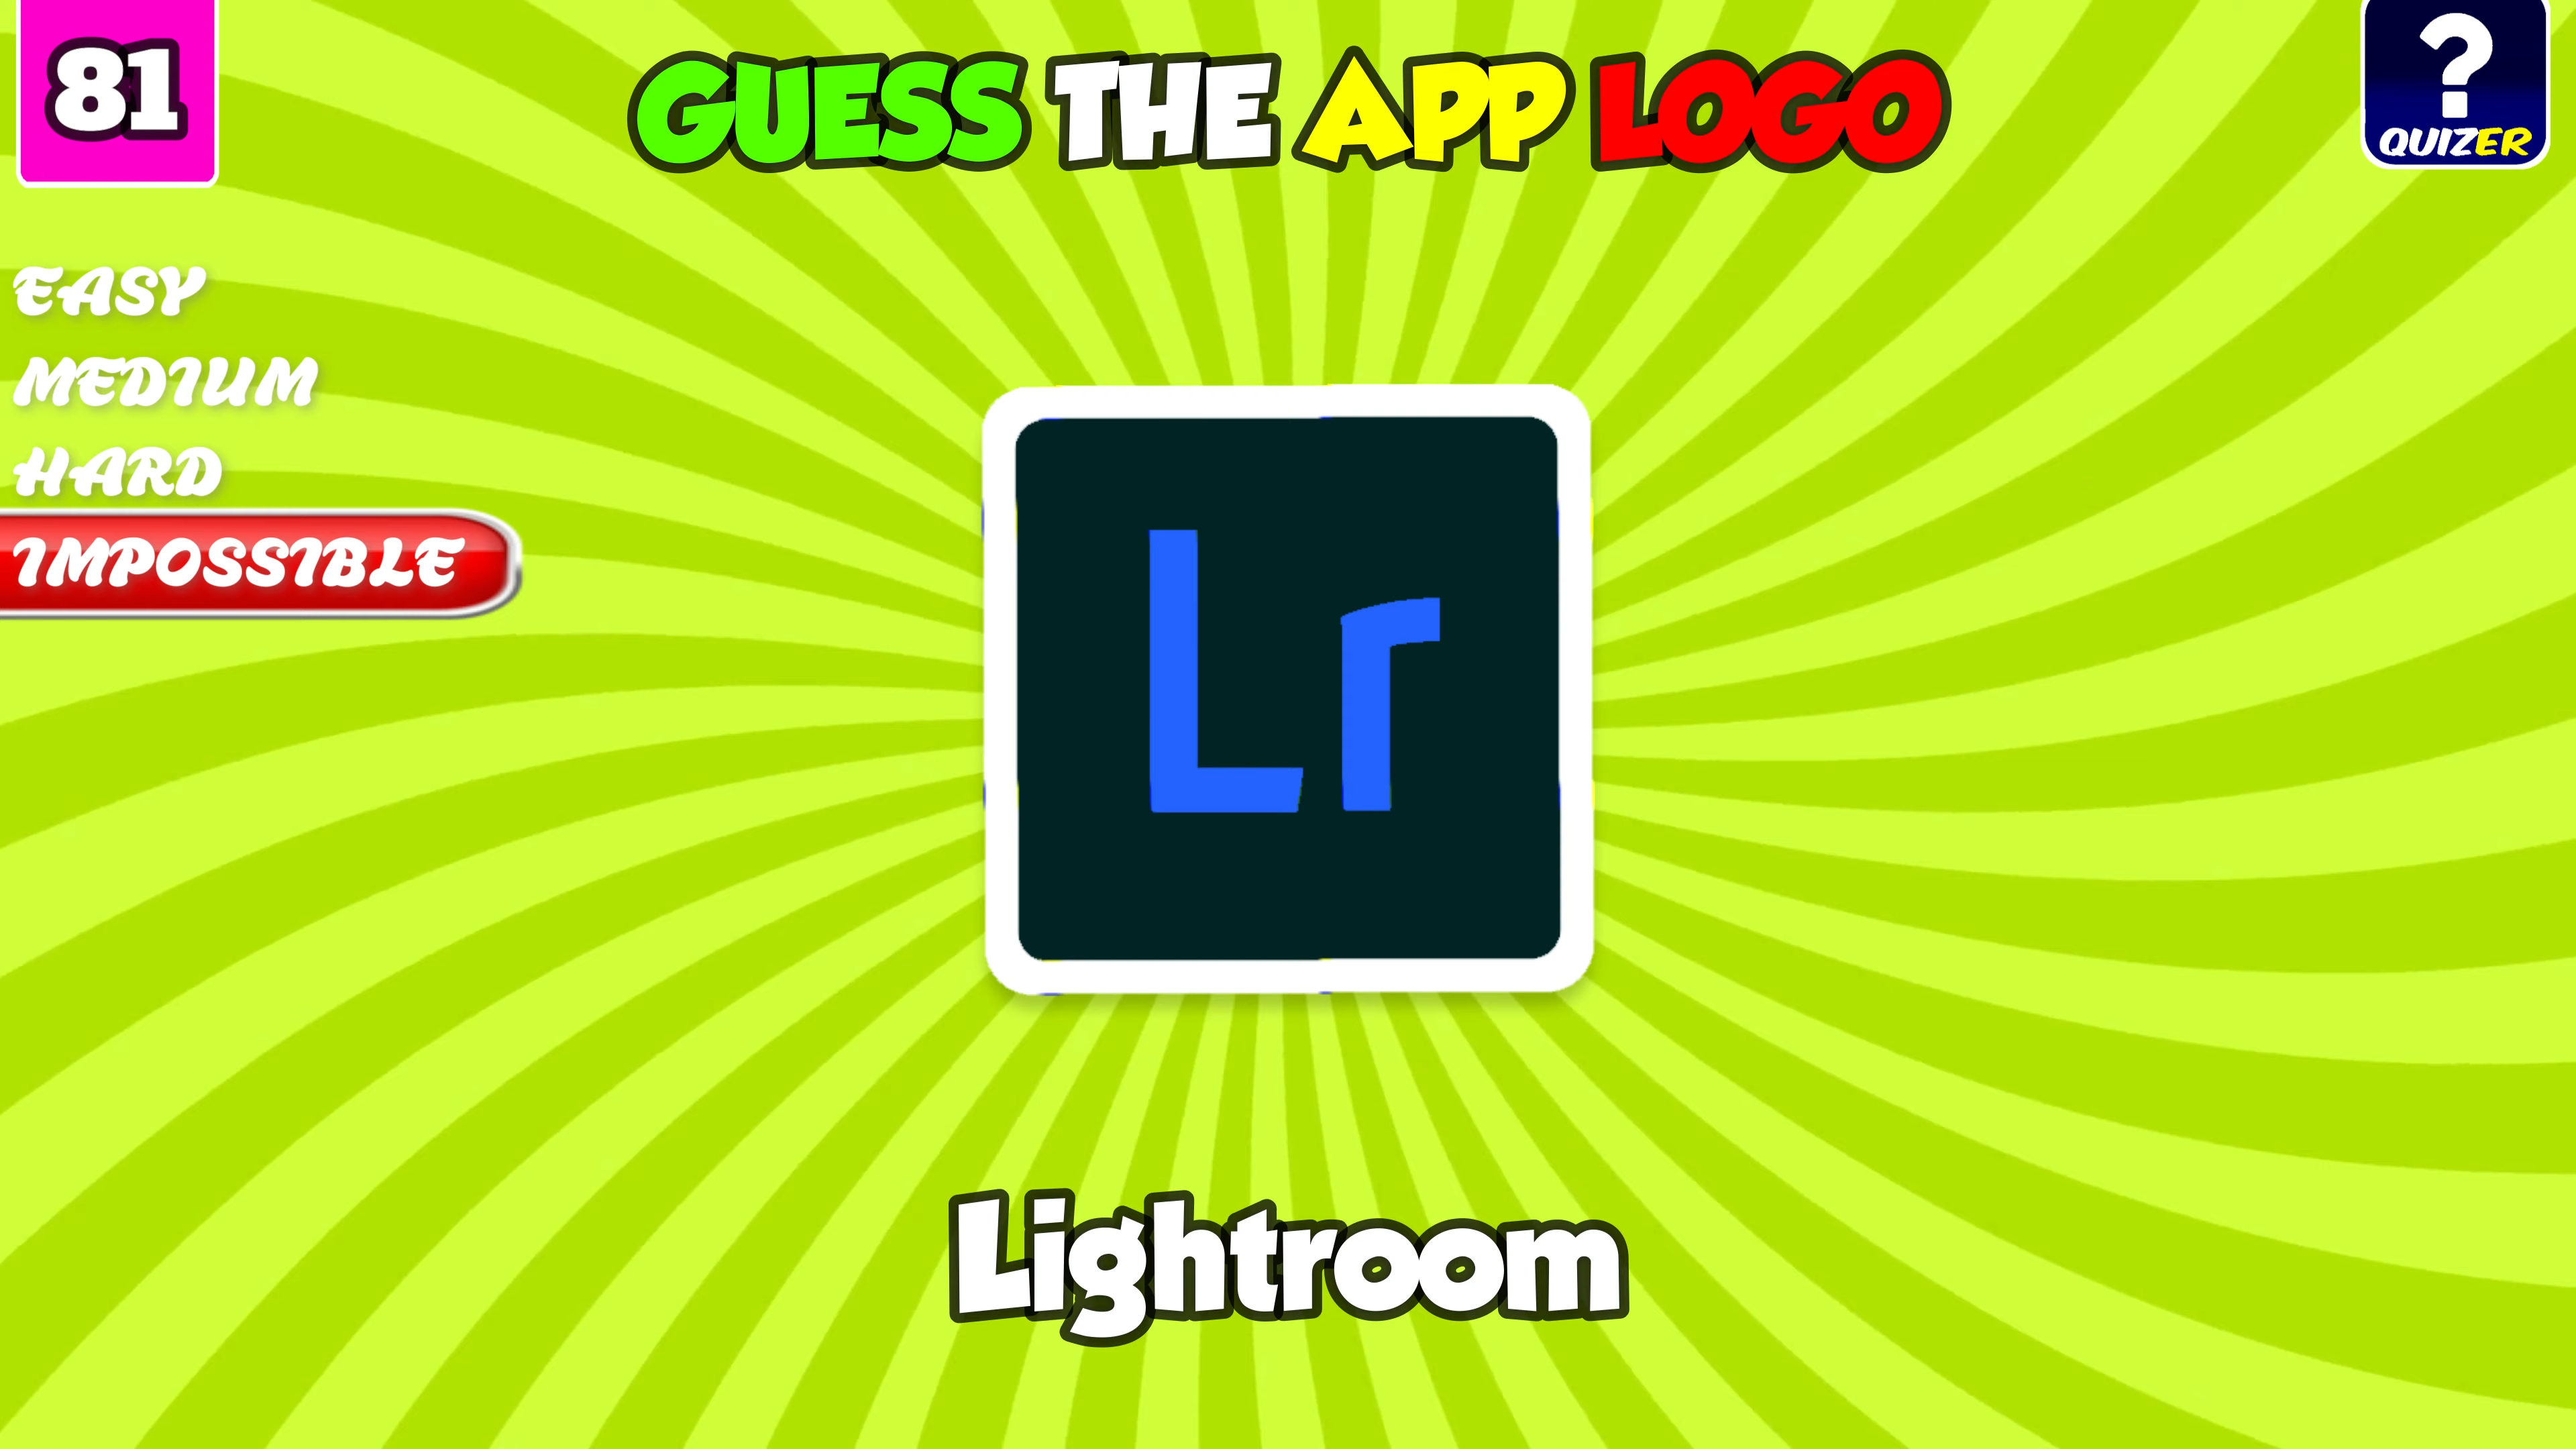 81
GUESS THE APP LOGO
?
QUIZER
EASY
MEDIUM
HARD
IMPOSSIBLE
Lr
Lightroom